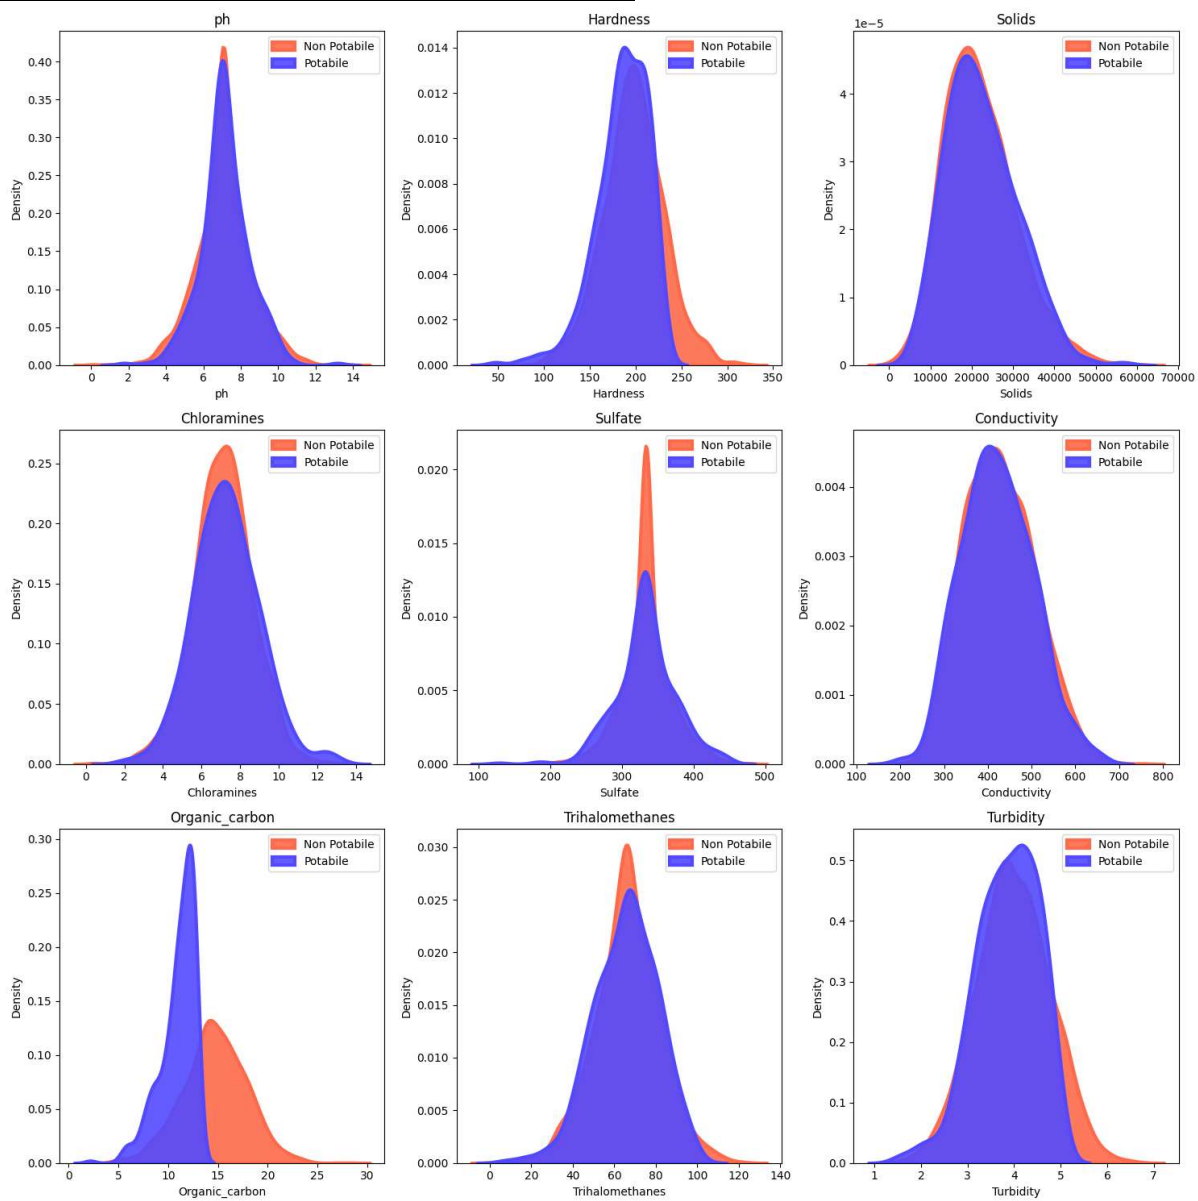 ph
Non Potabile
Potabile
0.40
0.35
0.30
0.25
0.20
0.15
0.10
0.05
0.00
Density
0 2 4 6 8 10 12 14
ph
Hardness
Non Potabile
Potabile
0.014
0.012
0.010
0.008
0.006
0.004
0.002
0.000
Density
50 100 150 200 250 300 350
Hardness
Solids
1e−5
Non Potabile
Potabile
4
3
2
1
0
Density
0 10000 20000 30000 40000 50000 60000 70000
Solids
Chloramines
Non Potabile
Potabile
0.25
0.20
0.15
0.10
0.05
0.00
Density
0 2 4 6 8 10 12 14
Chloramines
Sulfate
Non Potabile
Potabile
0.020
0.015
0.010
0.005
0.000
Density
100 200 300 400 500
Sulfate
Conductivity
Non Potabile
Potabile
0.004
0.003
0.002
0.001
0.000
Density
100 200 300 400 500 600 700 800
Conductivity
Organic_carbon
Non Potabile
Potabile
0.30
0.25
0.20
0.15
0.10
0.05
0.00
Density
0 5 10 15 20 25 30
Organic_carbon
Trihalomethanes
Non Potabile
Potabile
0.030
0.025
0.020
0.015
0.010
0.005
0.000
Density
0 20 40 60 80 100 120 140
Trihalomethanes
Turbidity
Non Potabile
Potabile
0.5
0.4
0.3
0.2
0.1
0.0
Density
1 2 3 4 5 6 7
Turbidity